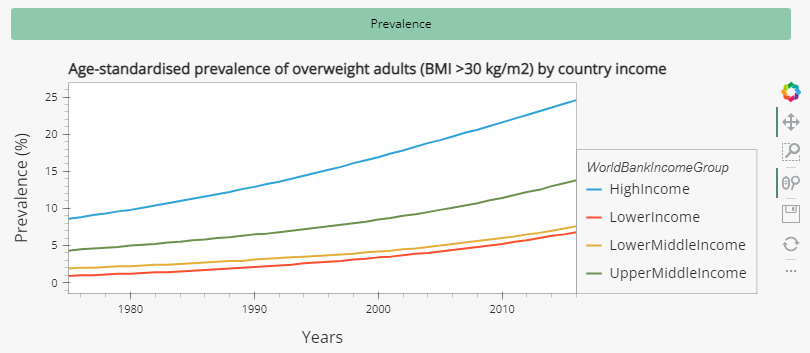 Prevalence
Age-standardised prevalence of overweight adults (BMI >30 kg/m2) by country income
Prevalence (%)
25
20
15
10
5
0
1980
1990
2000
2010
Years
WorldBankIncomeGroup
HighIncome
LowerIncome
LowerMiddleIncome
UpperMiddleIncome